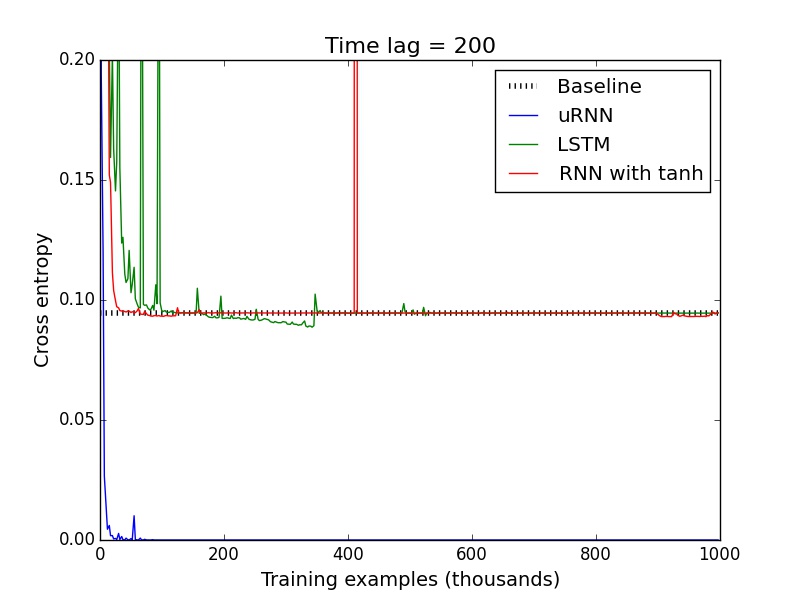 Time lag = 200
0.20
0.15
0.10
0.05
0.00
Cross entropy
Baseline
uRNN
LSTM
RNN with tanh
0 200 400 600 800 1000
Training examples (thousands)